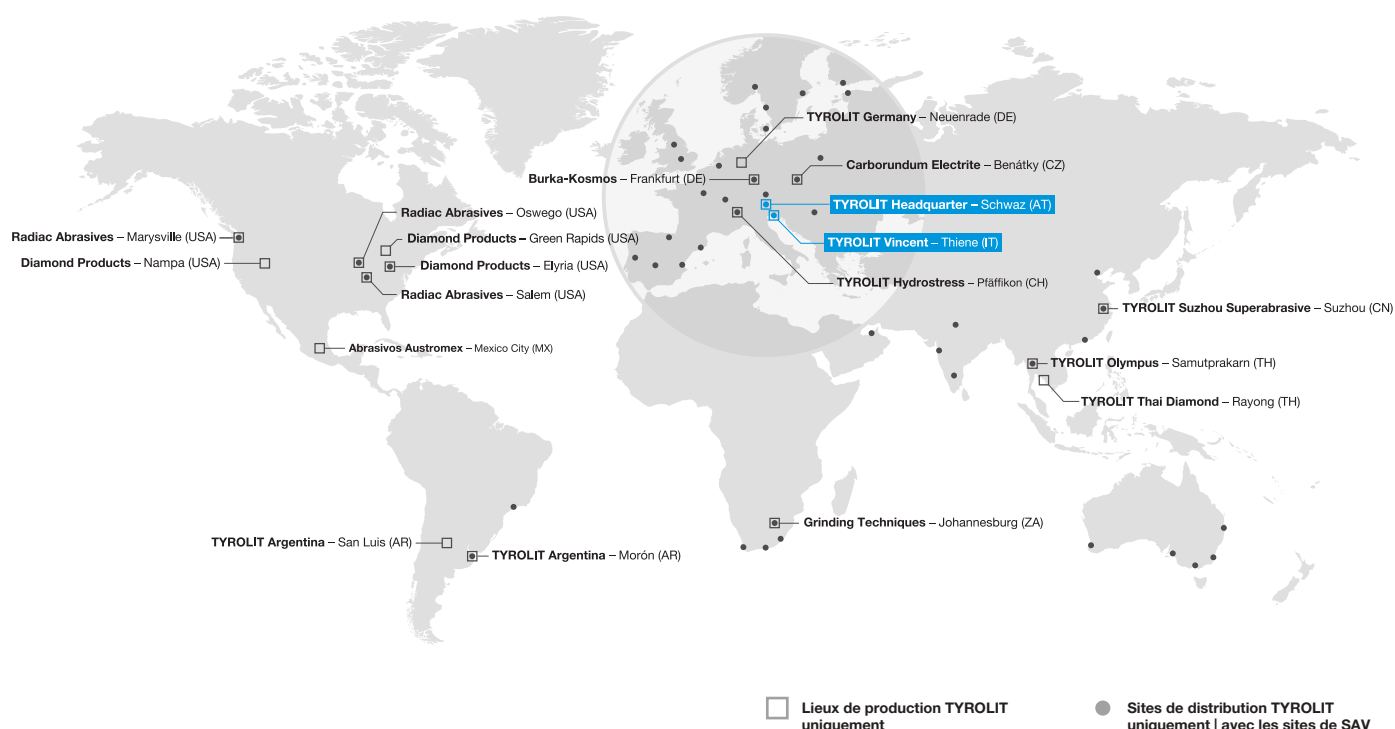 TYROLIT Germany – Neuenrade (DE)
Carborundum Electrite – Benátky (CZ)
Burka-Kosmos – Frankfurt (DE)
TYROLIT Headquarter – Schwaz (AT)
Radiac Abrasives – Oswego (USA)
Radiac Abrasives – Marysville (USA)
Diamond Products – Green Rapids (USA)
TYROLIT Vincent – Thiene (IT)
Diamond Products – Nampa (USA)
Diamond Products – Elyria (USA)
TYROLIT Hydrostress – Pfäffikon (CH)
Radiac Abrasives – Salem (USA)
TYROLIT Suzhou Superabrasive – Suzhou (CN)
Abrasivos Austromex – Mexico City (MX)
TYROLIT Olympus – Samutprakarn (TH)
TYROLIT Thai Diamond – Rayong (TH)
Grinding Techniques – Johannesburg (ZA)
TYROLIT Argentina – San Luis (AR)
TYROLIT Argentina – Morón (AR)
Lieux de production TYROLIT
uniquement
Sites de distribution TYROLIT
uniquement | avec les sites de SAV